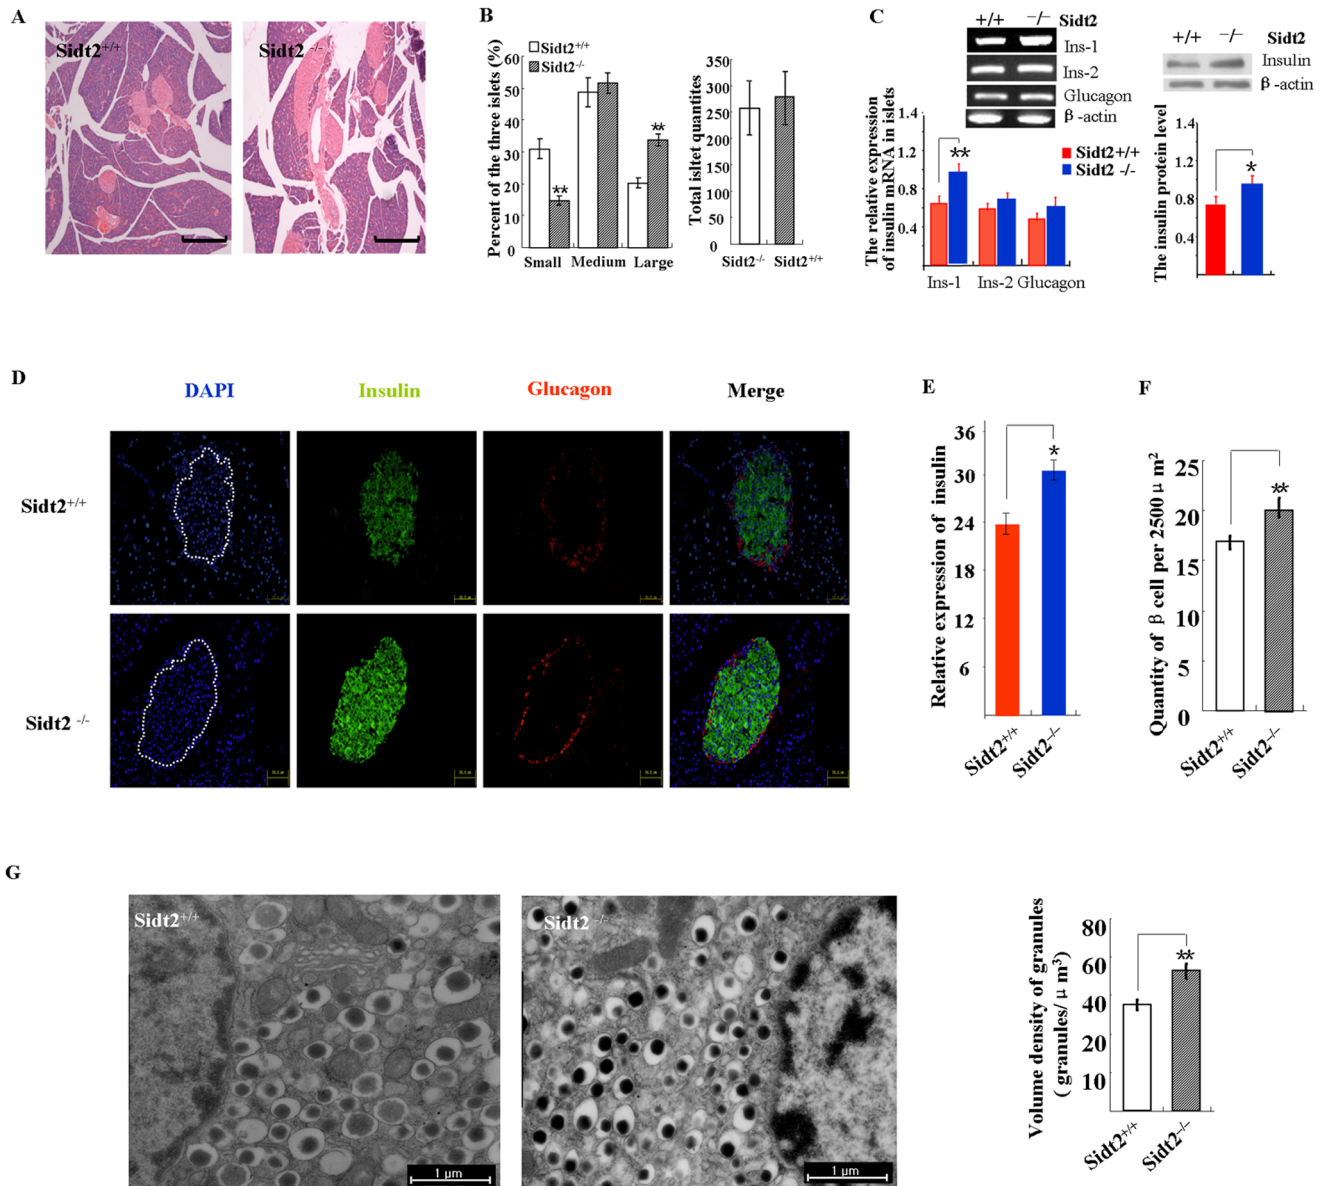 A
Sidt2+/+
Sidt2 -/-
B
Sidt2+/+
Sidt2-/-
Percent of the three islets (%)
60
50
40
30
20
10
0
**
**
Small Medium Large
Total isltet quantites
350
300
250
200
150
100
50
0
Sidt2-/- Sidt2+/+
C
+/+ −/− Sidt2
Ins-1
Ins-2
Glucagon
β -actin
The relative expression
of insulin mRNA in islets
1.4
1.2
0.8
0.6
0.4
**
Sidt2+/+
Sidt2 -/-
Ins-1 Ins-2 Glucagon
+/+ −/− Sidt2
Insulin
β -actin
The insulin protein level
1.4
1.2
0.8
0.4
*
D
DAPI Insulin Glucagon Merge
Sidt2+/+
Sidt2 -/-
E
Relative expression of insulin
36
30
24
18
12
6
*
Sidt2+/+
Sidt2−/−
F
Quantity of β cell per 2500 μ m2
25
20
15
10
5
0
**
Sidt2+/+
Sidt2−/−
G
Sidt2+/+
1 µm
Sidt2 -/-
1 µm
Volume density of granules
( granules/ μ m3)
80
60
40
20
10
**
Sidt2+/+
Sidt2−/−